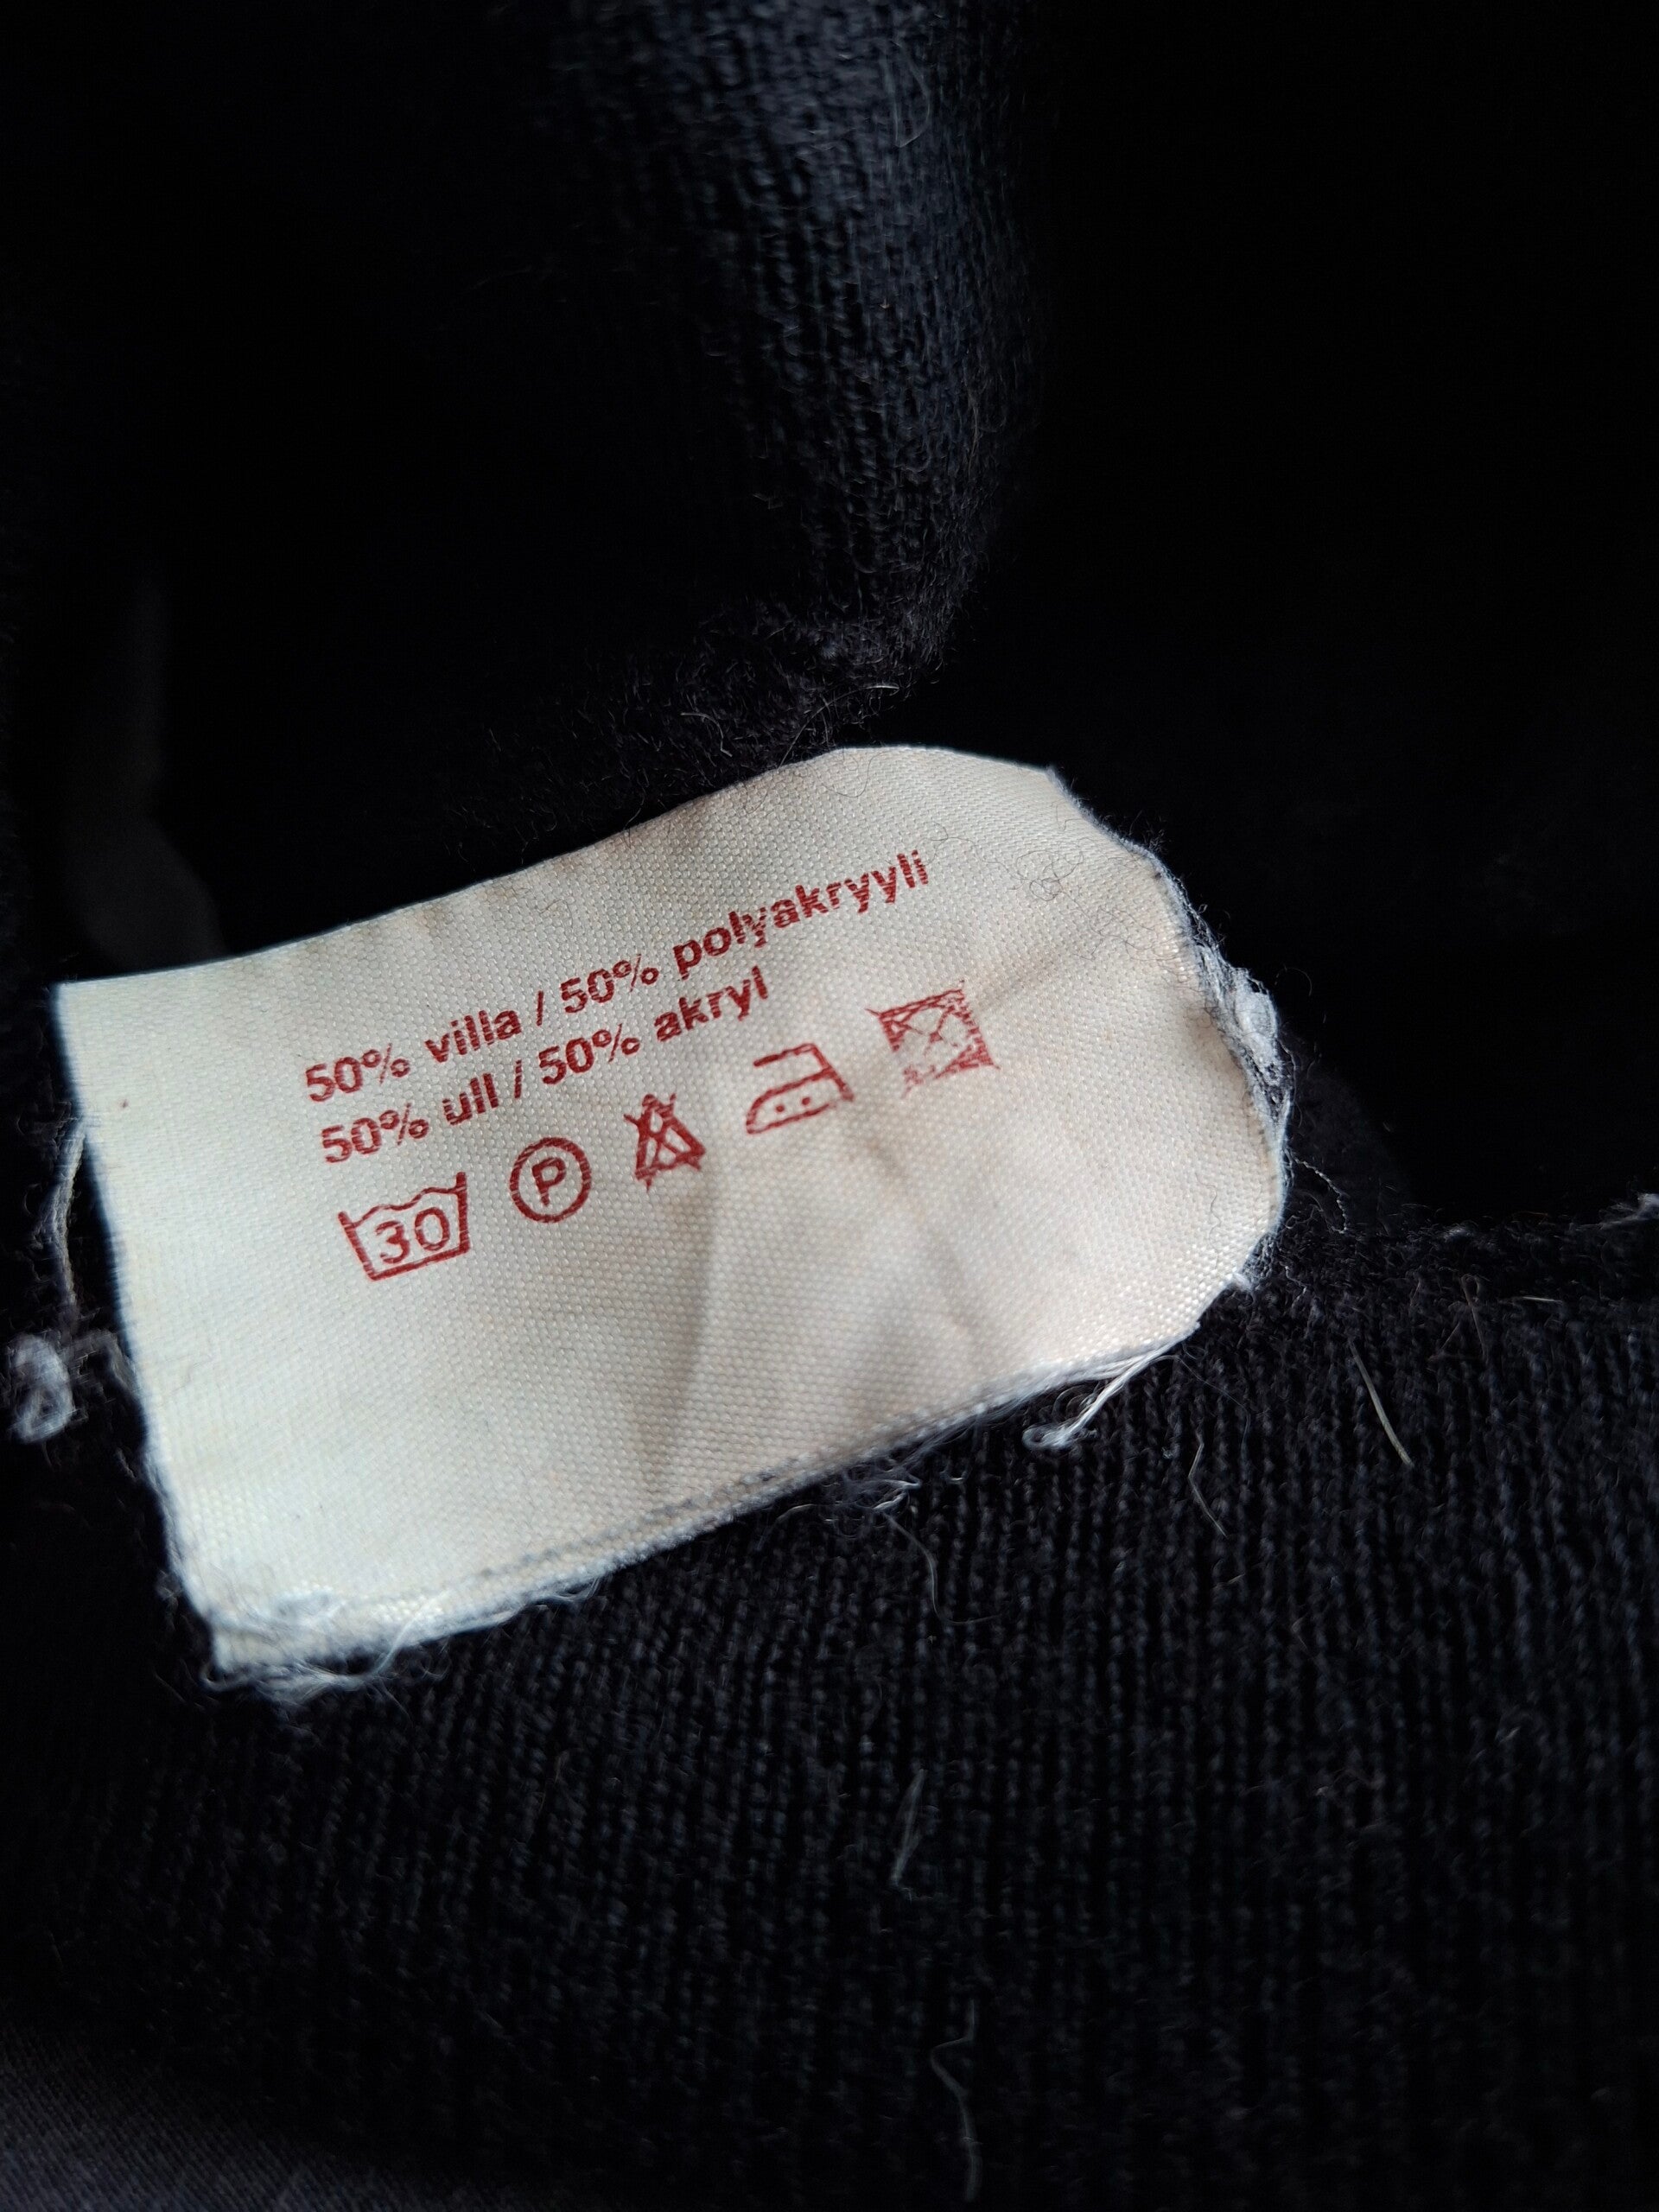 50% villa / 50% polyakryyli
50% ull / 50% akryl
30 P